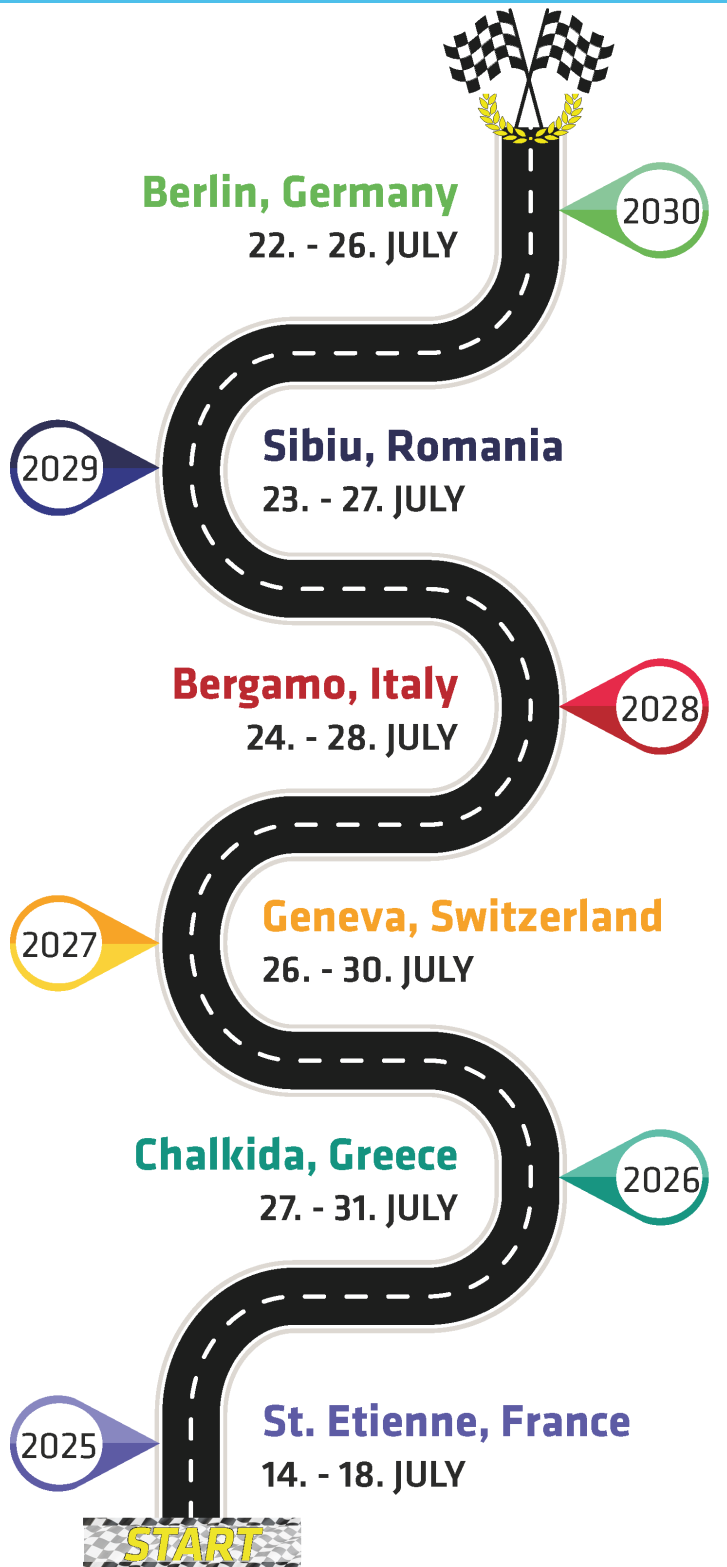 Berlin, Germany
22. - 26. JULY
2030
Sibiu, Romania
23. - 27. JULY
2029
Bergamo, Italy
24. - 28. JULY
2028
Geneva, Switzerland
26. - 30. JULY
2027
Chalkida, Greece
27. - 31. JULY
2026
St. Etienne, France
14. - 18. JULY
2025
START